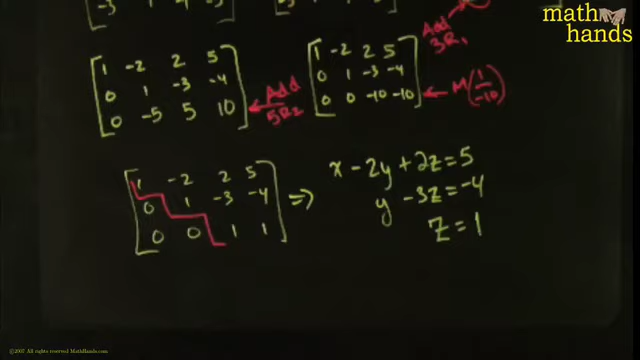 math
hands
Add
3R₁
1 -2 2 5
0 1 -3 -4
0 -5 5 10
Add
5R₂
1 -2 2 5
0 1 -3 -4
0 0 -10 -10
M(1/-10)
1 -2 2 5
0 1 -3 -4
0 0 1 1
⇒
x - 2y + 2z = 5
y - 3z = -4
z = 1
©2007 All rights reserved MathHands.com